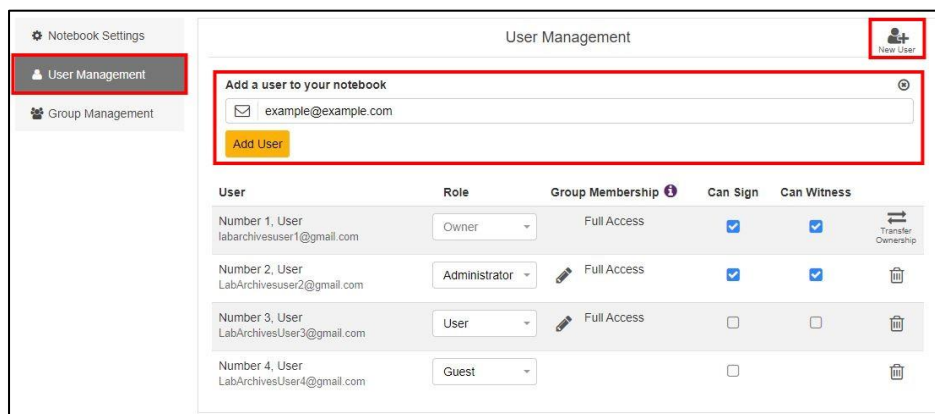 Notebook Settings
User Management
Group Management
User Management
New User
Add a user to your notebook
example@example.com
Add User
User Role Group Membership Can Sign Can Witness
Number 1, User Owner Full Access
labarchivesuser1@gmail.com
Transfer
Ownership
Number 2, User Administrator Full Access
LabArchivesuser2@gmail.com
Number 3, User User Full Access
LabArchivesUser3@gmail.com
Number 4, User Guest
LabArchivesUser4@gmail.com